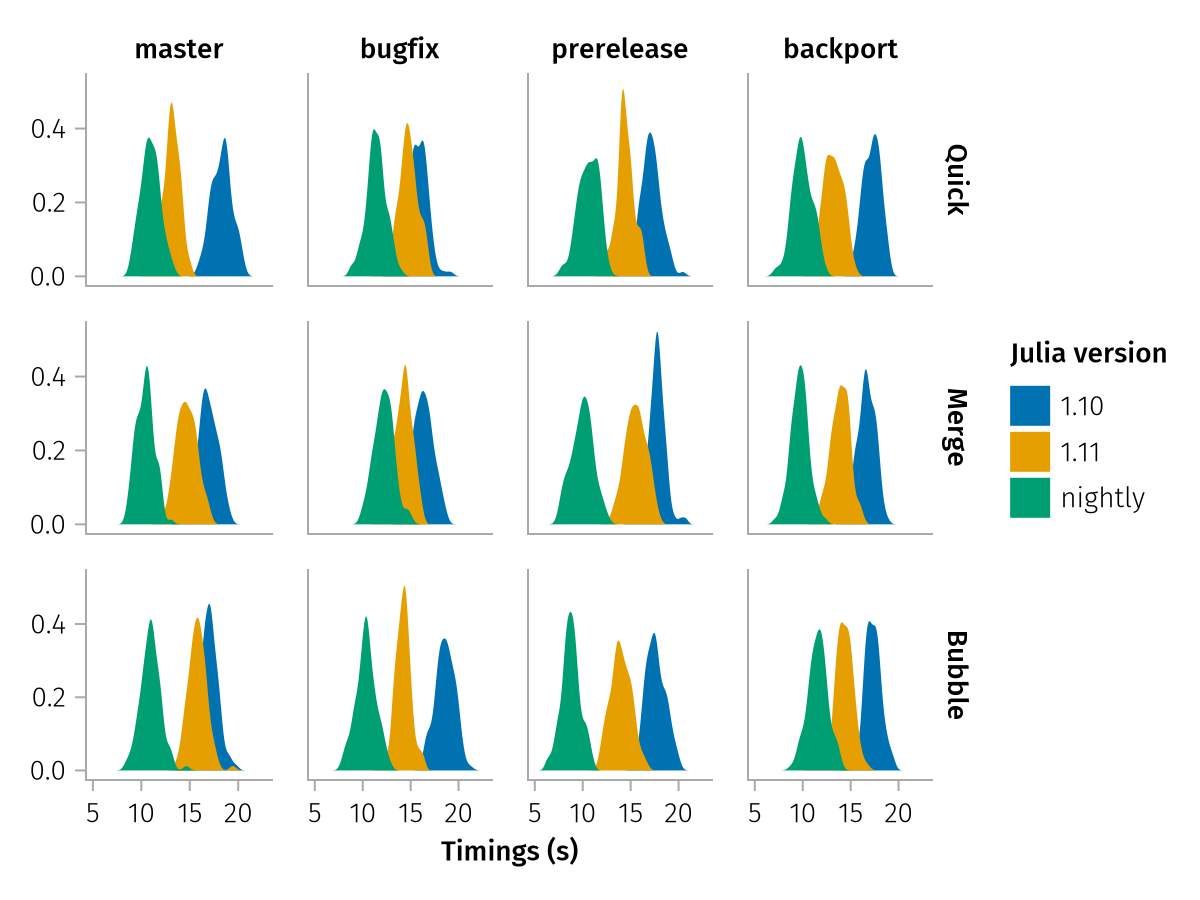 master bugfix prerelease backport
0.4
0.2
0.0
Quick
0.4
0.2
0.0
Merge
Julia version
1.10
1.11
nightly
0.4
0.2
0.0
Bubble
5 10 15 20 5 10 15 20 5 10 15 20 5 10 15 20
Timings (s)